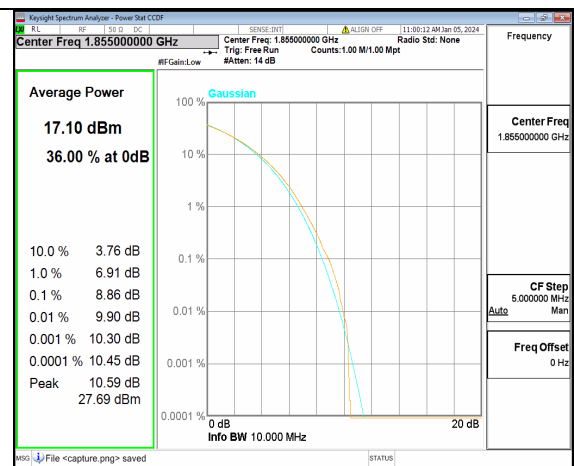 Keysight Spectrum Analyzer - Power Stat CCDF
RL RF 50 Ω DC SENSE:INT ALIGN OFF 11:00:12 AM Jan 05, 2024
Center Freq 1.855000000 GHz
Center Freq: 1.855000000 GHz Radio Std: None
Trig: Free Run Counts:1.00 M/1.00 Mpt
#IFGain:Low #Atten: 14 dB
Frequency
Average Power
17.10 dBm
36.00 % at 0dB
10.0 % 3.76 dB
1.0 % 6.91 dB
0.1 % 8.86 dB
0.01 % 9.90 dB
0.001 % 10.30 dB
0.0001 % 10.45 dB
Peak 10.59 dB
27.69 dBm
Gaussian
100 %
10 %
1 %
0.1 %
0.01 %
0.001 %
0.0001 %
0 dB 20 dB
Info BW 10.000 MHz
Center Freq
1.855000000 GHz
CF Step
5.000000 MHz
Auto Man
Freq Offset
0 Hz
MSG File <capture.png> saved STATUS